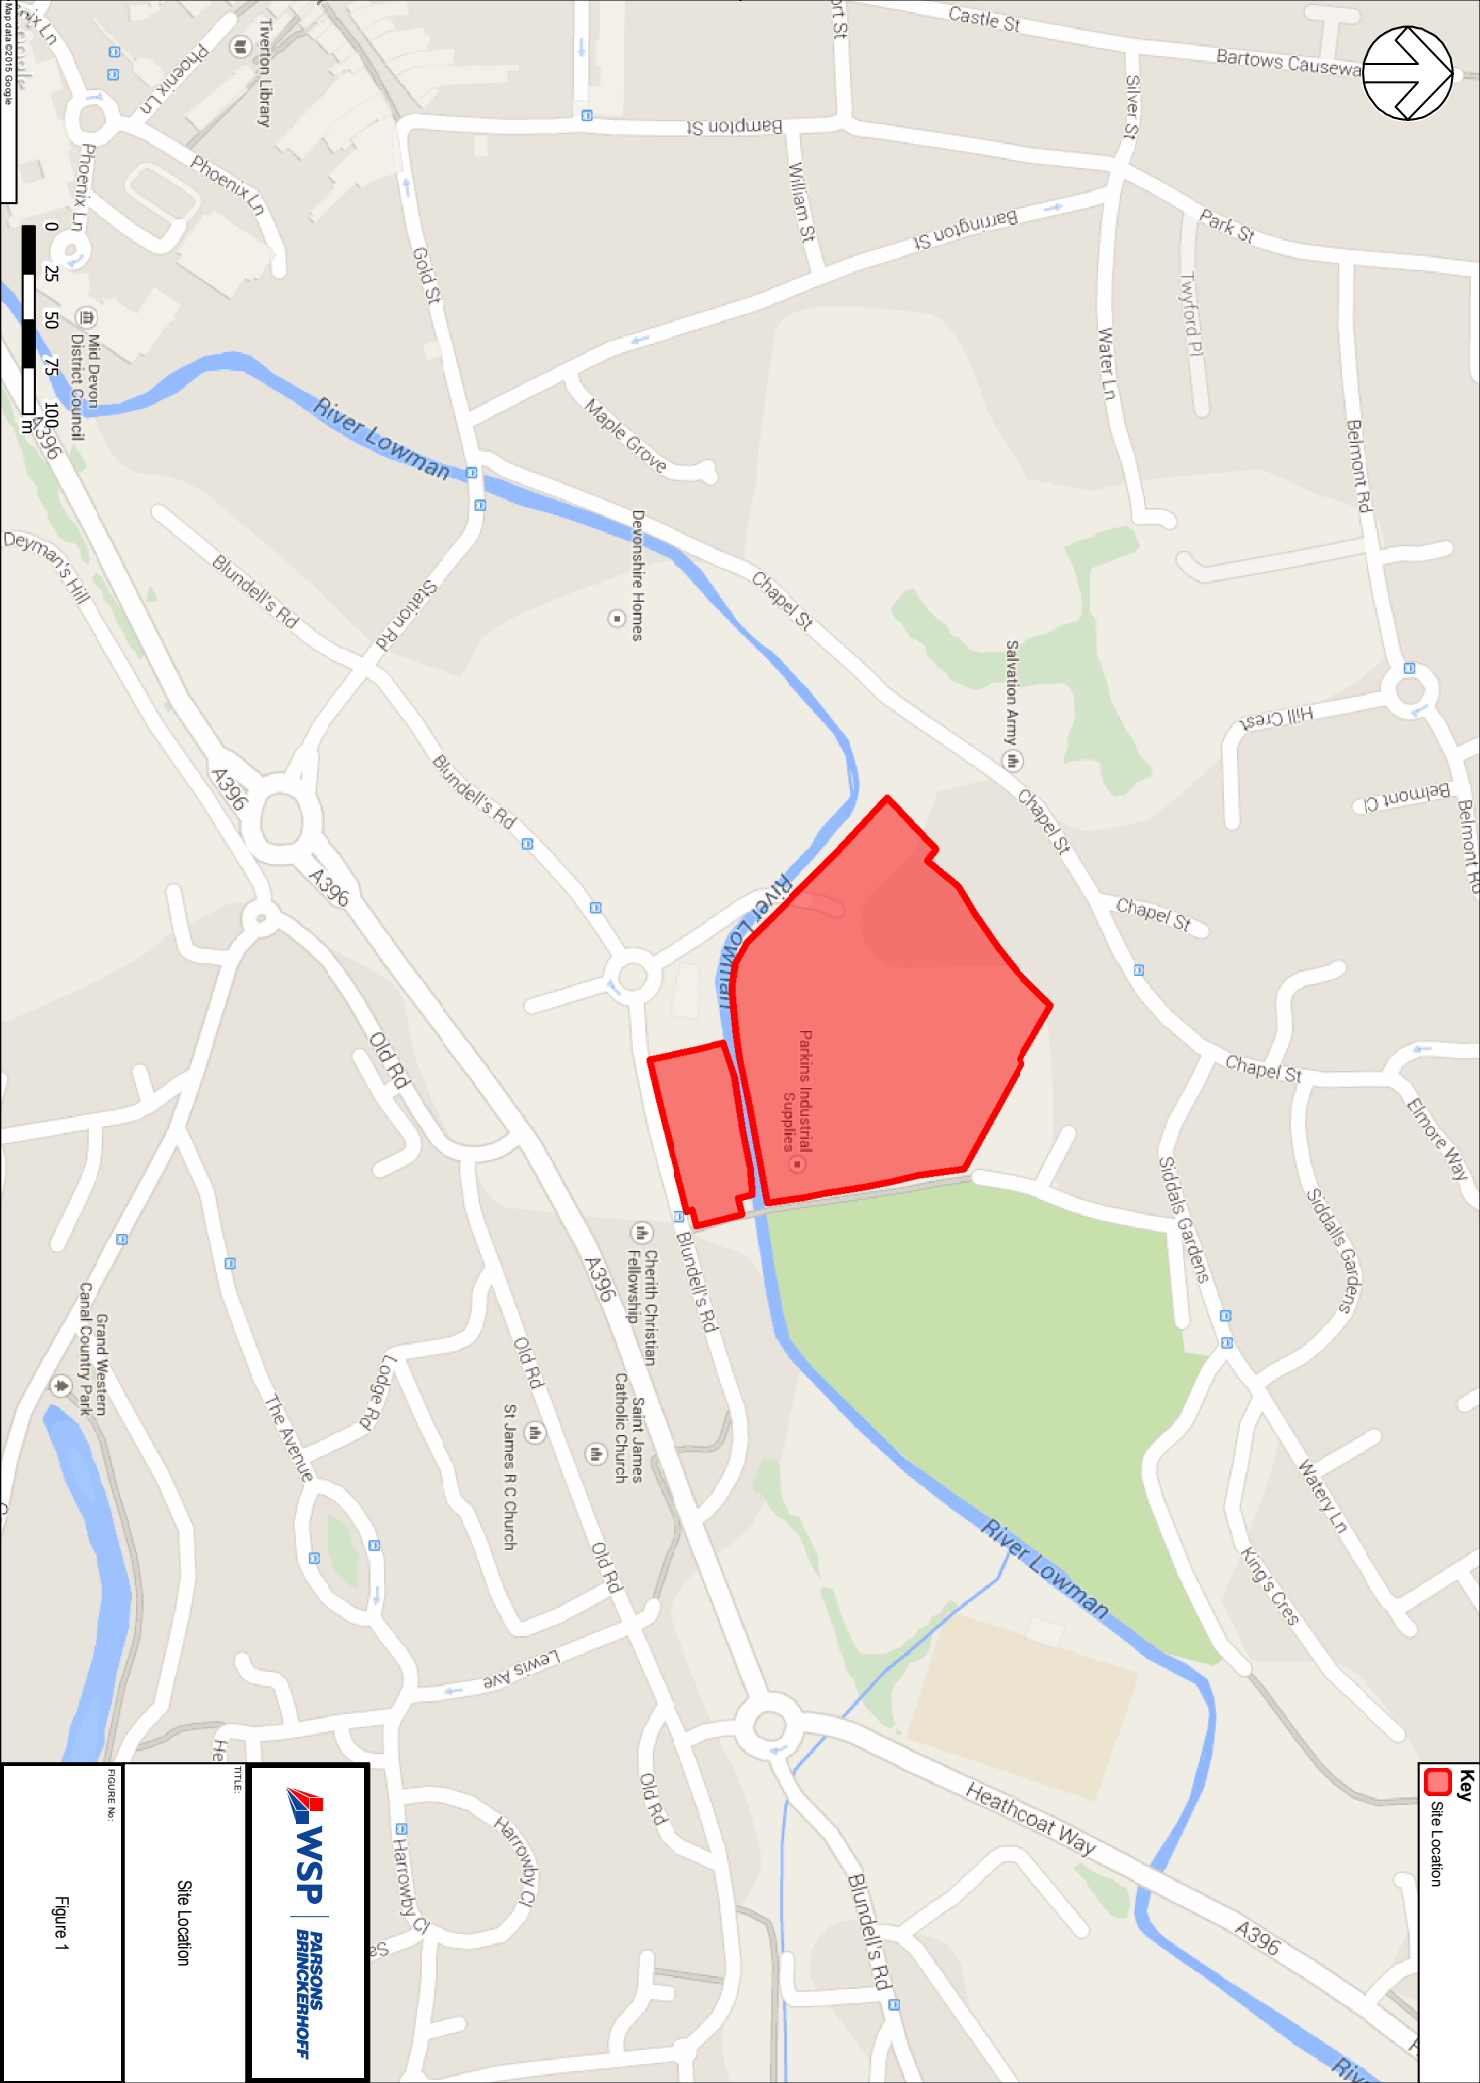 Key
Site Location
Castle St
Bartows Causewa
Silver St
Park St
Bampton St
William St
Barrington St
Twyford Pl
Water Ln
Belmont Rd
Hill Crest
Belmont Cl
Belmont Rd
Tiverton Library
Phoenix Ln
Phoenix Ln
Phoenix Ln
Gold St
Maple Grove
River Lowman
Mid Devon
District Council
A396
Deyman's Hill
Blundell's Rd
Station Rd
Devonshire Homes
Chapel St
Salvation Army
Chapel St
Chapel St
Chapel St
Elmore Way
Siddalls Gardens
Siddals Gardens
Watery Ln
King's Cres
Blundell's Rd
A396
A396
River Lowman
Parkins Industrial
Supplies
Blundell's Rd
Cherith Christian
Fellowship
A396
Saint James
Catholic Church
St James R C Church
Old Rd
Old Rd
Old Rd
Old Rd
Lodge Rd
The Avenue
Grand Western
Canal Country Park
Lewis Ave
River Lowman
Heathcoat Way
A396
Blundell's Rd
Harrowby Cl
Harrowby Cl
He
Sa
Riv
Map data ©2015 Google
0 25 50 75 100
m
WSP
PARSONS
BRINCKERHOFF
TITLE:
Site Location
FIGURE No:
Figure 1